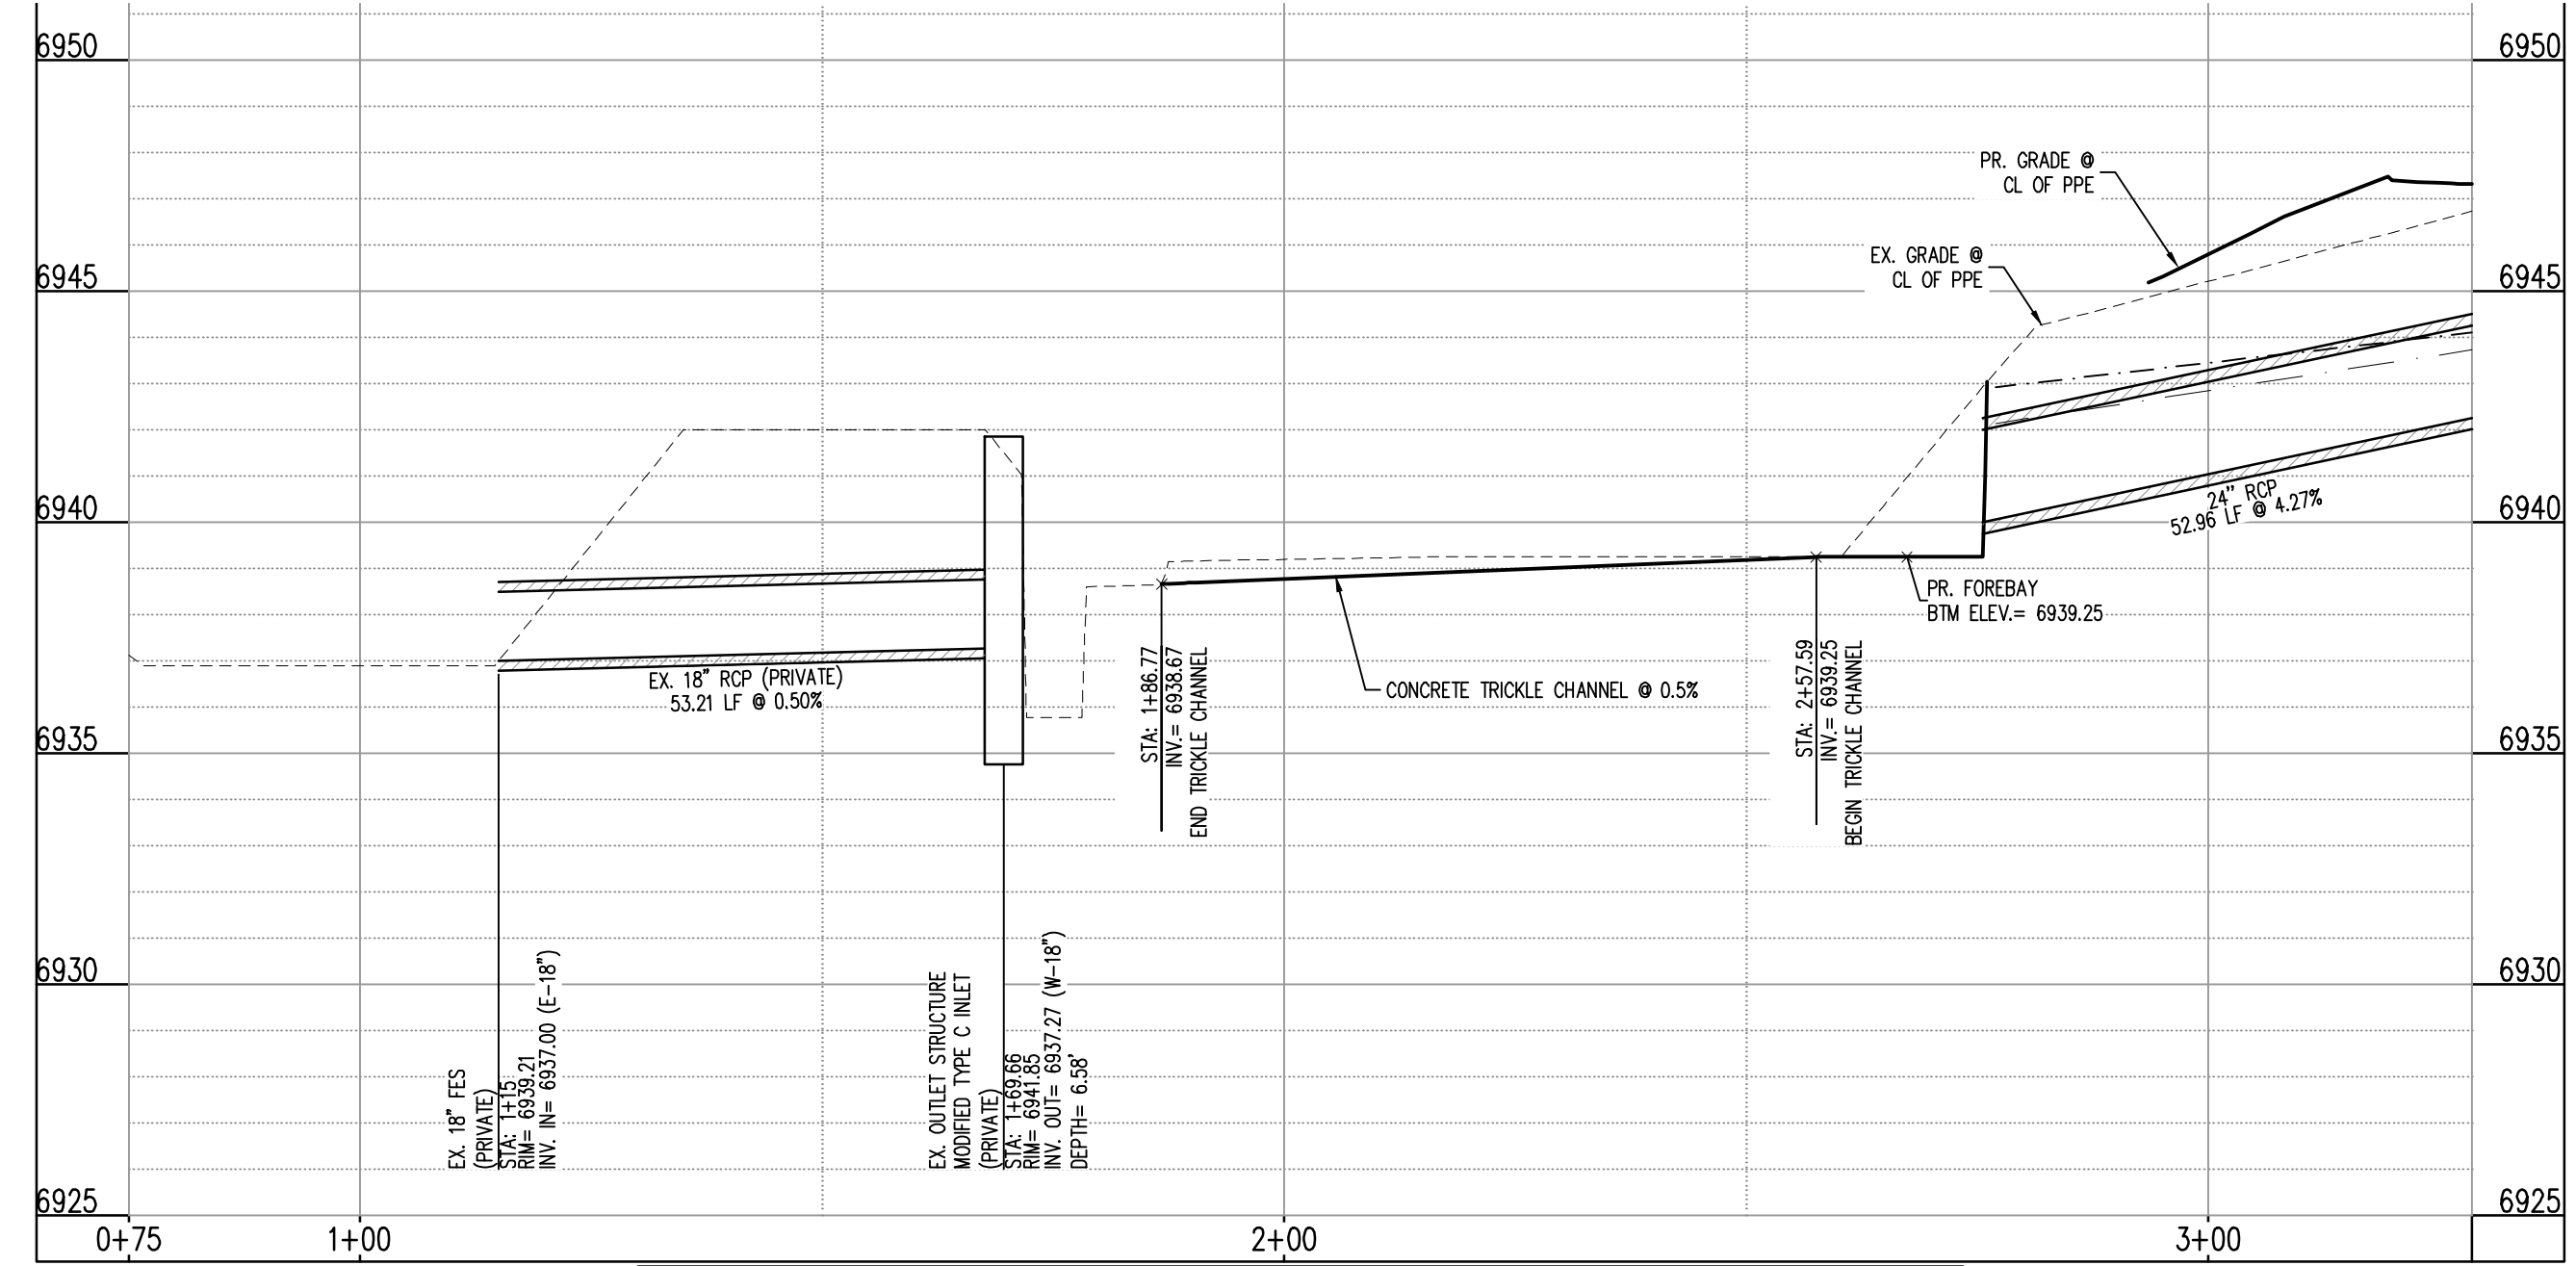 6950
6950
PR. GRADE @
CL OF PPE
EX. GRADE @
CL OF PPE
6945
6945
6940
6940
24" RCP
52.96 LF @ 4.27%
PR. FOREBAY
BTM ELEV.= 6939.25
EX. 18" RCP (PRIVATE)
53.21 LF @ 0.50%
CONCRETE TRICKLE CHANNEL @ 0.5%
STA: 1+86.77
INV.= 6938.67
END TRICKLE CHANNEL
STA: 2+57.59
INV.= 6939.25
BEGIN TRICKLE CHANNEL
6935
6935
6930
6930
EX. 18" FES
(PRIVATE)
STA: 1+15
RIM= 6939.21
INV. IN= 6937.00 (E-18")
EX. OUTLET STRUCTURE
MODIFIED TYPE C INLET
(PRIVATE)
STA: 1+69.66
RIM= 6941.85
INV. OUT= 6937.27 (W-18")
DEPTH= 6.58'
6925
6925
0+75
1+00
2+00
3+00